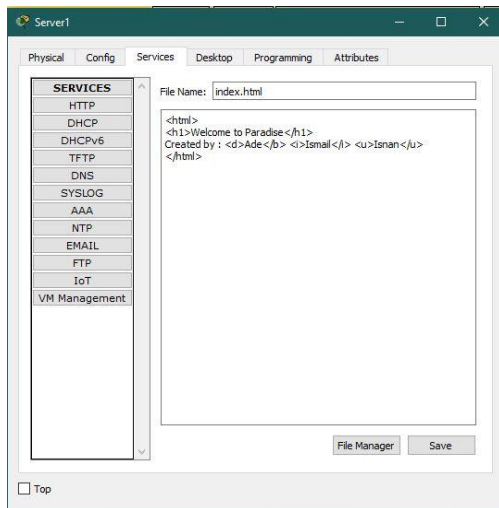 Server1
Physical Config Services Desktop Programming Attributes
SERVICES
HTTP
DHCP
DHCPv6
TFTP
DNS
SYSLOG
AAA
NTP
EMAIL
FTP
IoT
VM Management
File Name: index.html
<html>
<h1>Welcome to Paradise</h1>
Created by : <d>Ade</b> <i>Ismail</i> <u>Isnan</u>
</html>
File Manager Save
Top